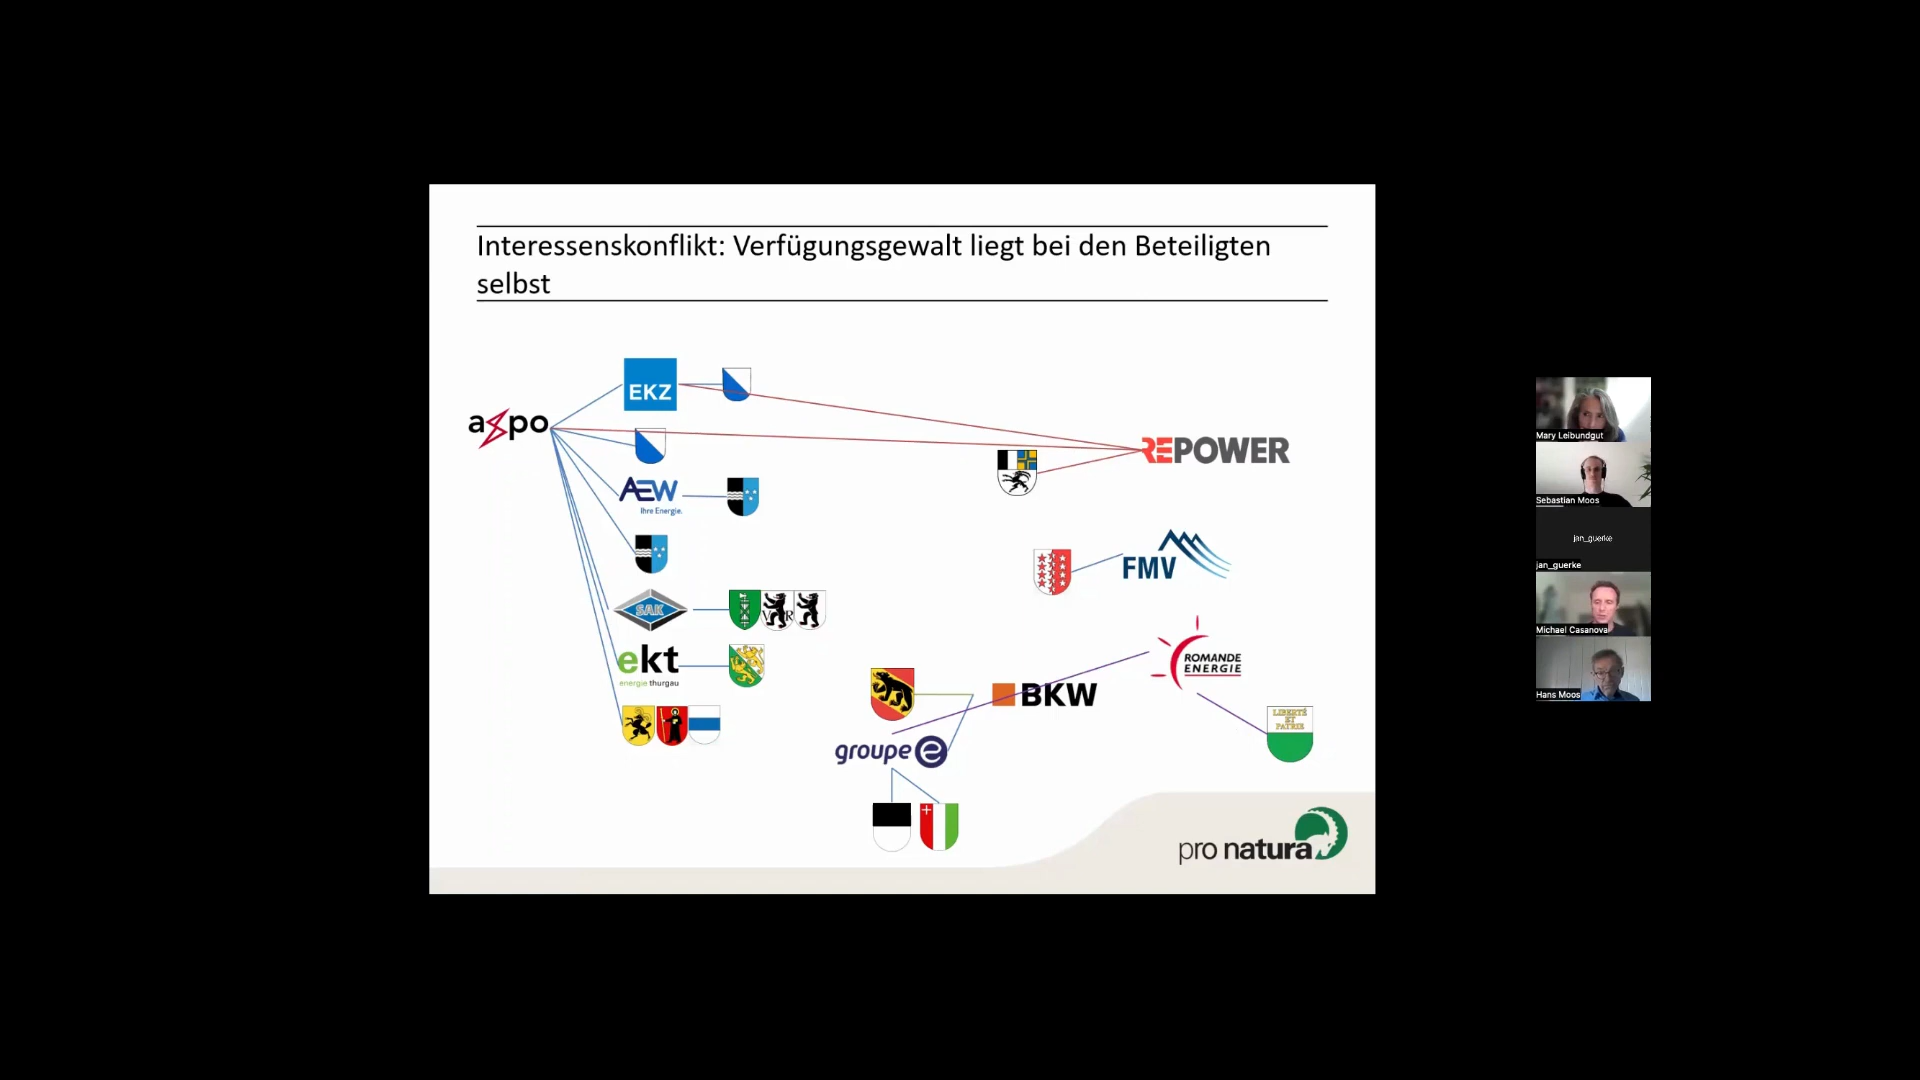 Interessenskonflikt: Verfügungsgewalt liegt bei den Beteiligten
selbst
EKZ
axpo
REPOWER
AEW
Ihre Energie.
FMV
SAK
V R
ekt
energie thurgau
ROMANDE
ENERGIE
BKW
LIBERTÉ
ET
PATRIE
groupe e
pro natura
Mary Leibundgut
Sebastian Moos
jan_guerke
jan_guerke
Michael Casanova
Hans Moos